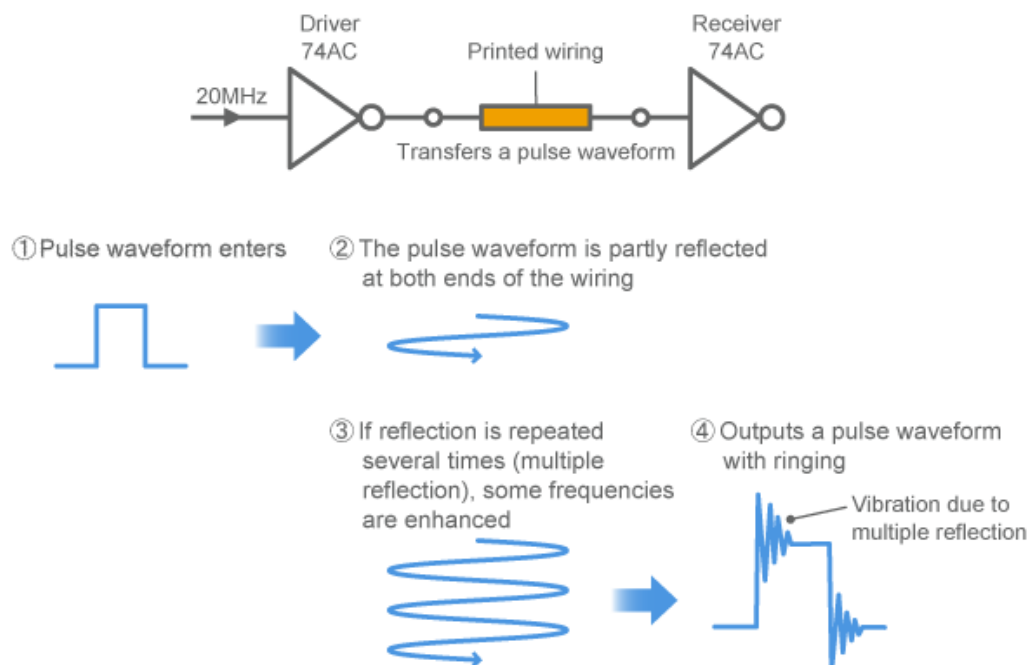 Driver
74AC
Receiver
74AC
Printed wiring
20MHz
Transfers a pulse waveform
① Pulse waveform enters
② The pulse waveform is partly reflected
at both ends of the wiring
③ If reflection is repeated
several times (multiple
reflection), some frequencies
are enhanced
④ Outputs a pulse waveform
with ringing
Vibration due to
multiple reflection